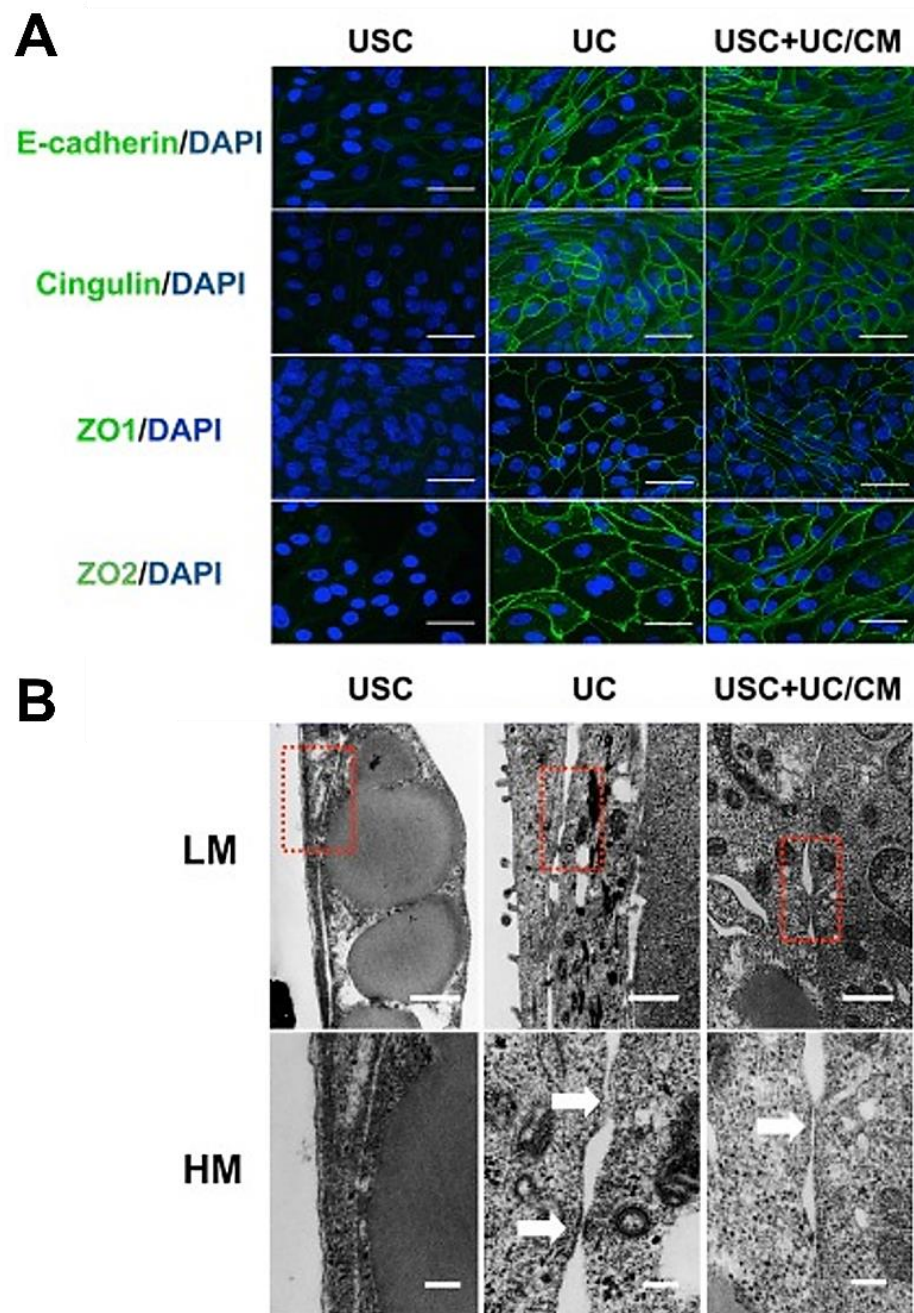 A
USC UC USC+UC/CM
E-cadherin/DAPI
Cingulin/DAPI
ZO1/DAPI
ZO2/DAPI
B
USC UC USC+UC/CM
LM
HM